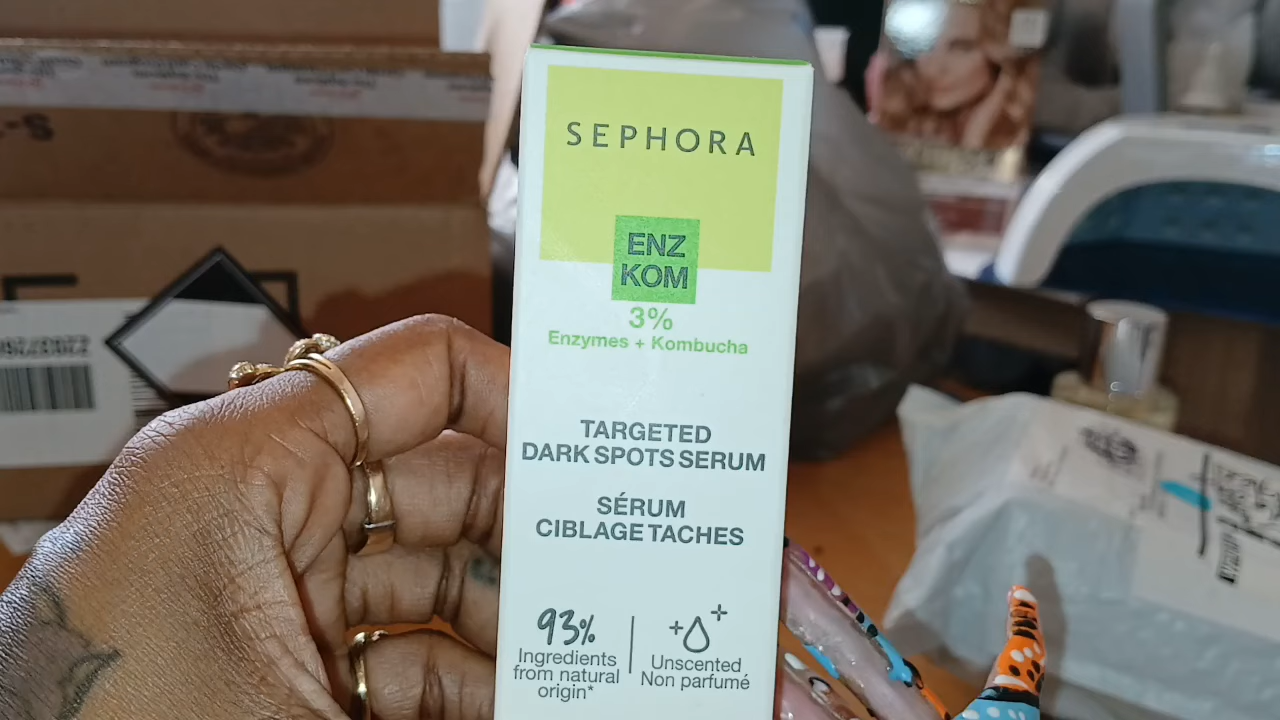 SEPHORA
ENZ
KOM
3%
Enzymes + Kombucha
TARGETED
DARK SPOTS SERUM
SÉRUM
CIBLAGE TACHES
93%
Ingredients
from natural
origin*
Unscented
Non parfumé